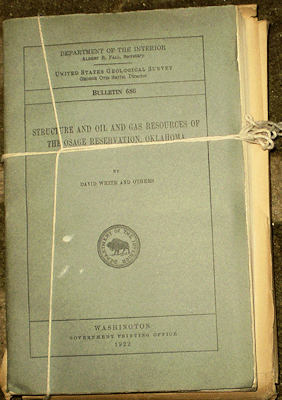 DEPARTMENT OF THE INTERIOR
ALBERT B. FALL, Secretary
UNITED STATES GEOLOGICAL SURVEY
GEORGE OTIS SMITH, Director
BULLETIN 686
STRUCTURE AND OIL AND GAS RESOURCES OF
THE OSAGE RESERVATION, OKLAHOMA
BY
DAVID WHITE AND OTHERS
WASHINGTON
GOVERNMENT PRINTING OFFICE
1922